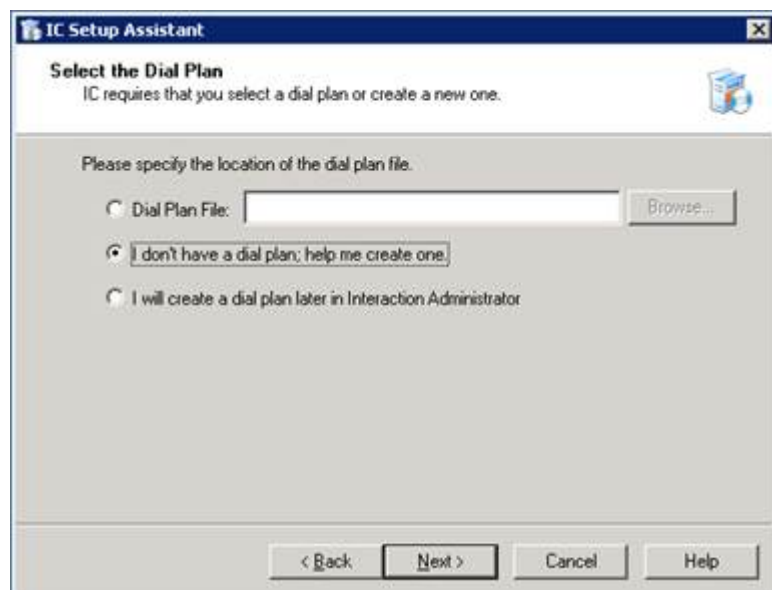 IC Setup Assistant
Select the Dial Plan
IC requires that you select a dial plan or create a new one.
Please specify the location of the dial plan file.
Dial Plan File:
Browse...
I don't have a dial plan; help me create one.
I will create a dial plan later in Interaction Administrator
< Back
Next >
Cancel
Help